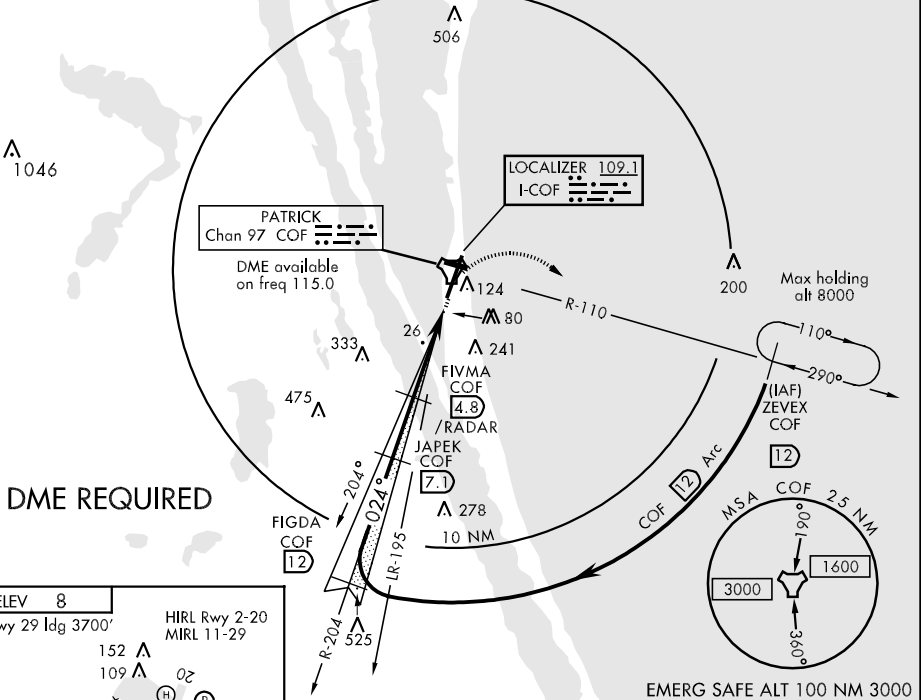 506
1046
LOCALIZER 109.1
I-COF
PATRICK
Chan 97 COF
DME available
on freq 115.0
124
200
Max holding
alt 8000
R-110
80
110°
290°
26
333
241
475
FIVMA
COF
4.8
/RADAR
(IAF)
ZEVEX
COF
12
JAPEK
COF
7.1
204°
024°
278
10 NM
COF 12 Arc
DME REQUIRED
FIGDA
COF
12
LR-195
R-204
525
MSA COF 25 NM
190°
1600
3000
360°
EMERG SAFE ALT 100 NM 3000
ELEV 8
wy 29 ldg 3700'
HIRL Rwy 2-20
MIRL 11-29
152
109
20
H